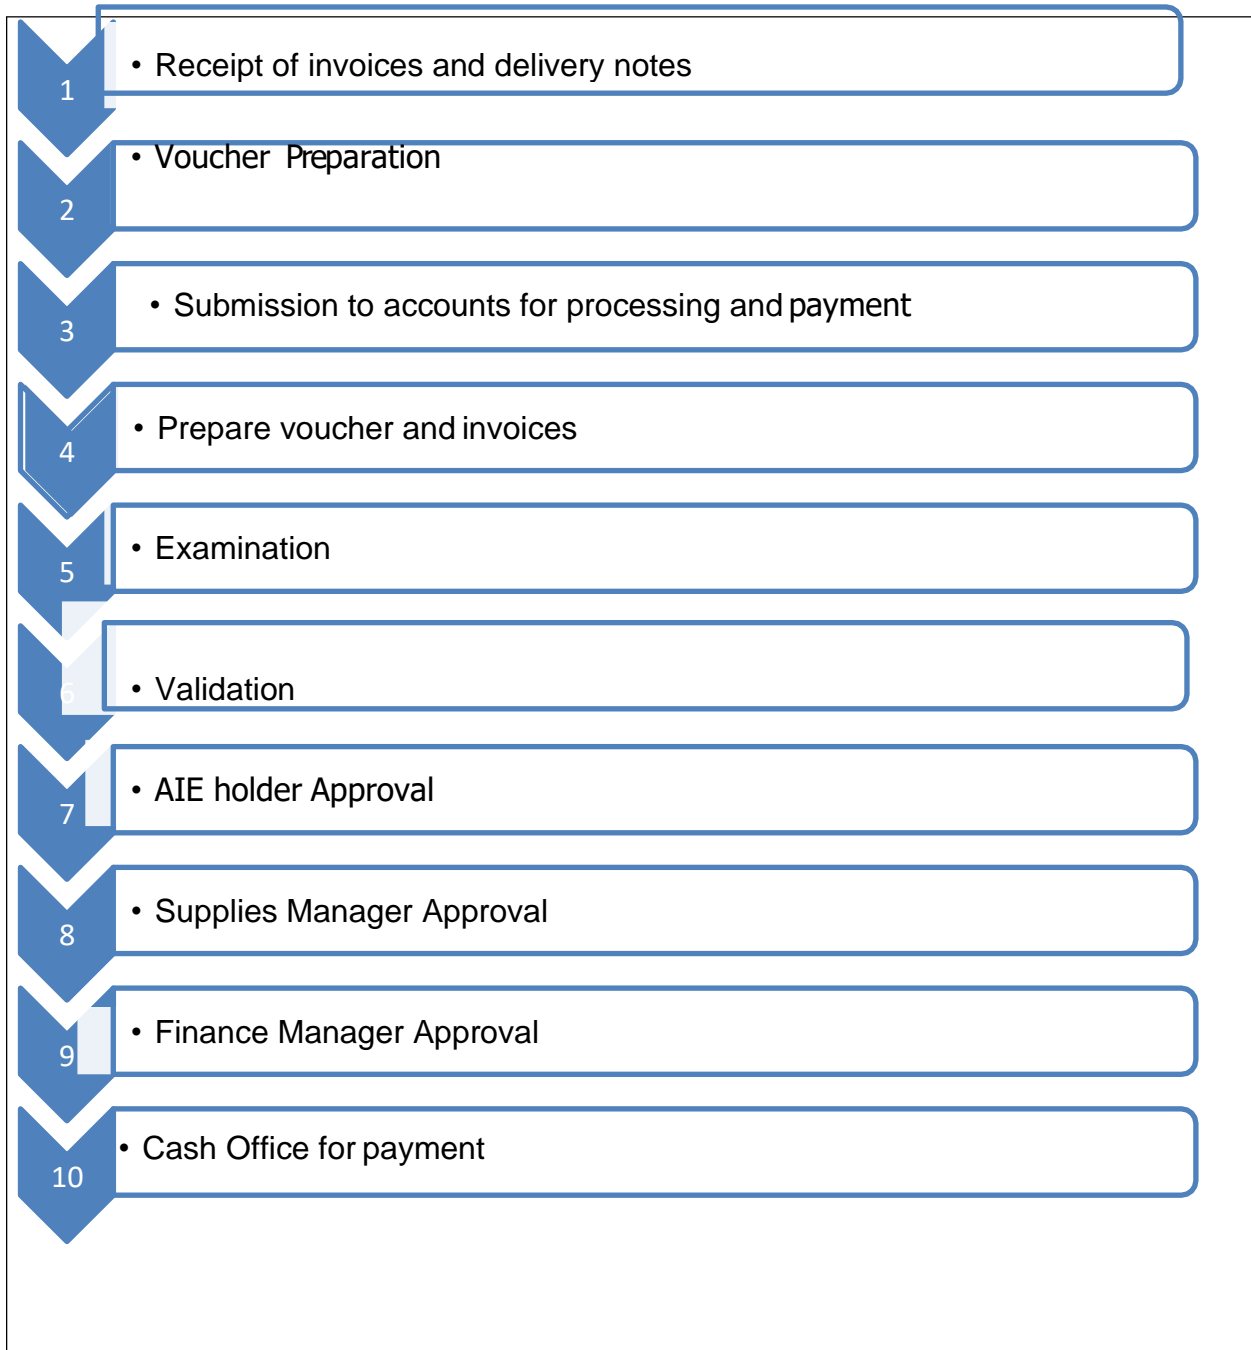 1
• Receipt of invoices and delivery notes
2
• Voucher Preparation
3
• Submission to accounts for processing and payment
4
• Prepare voucher and invoices
5
• Examination
6
• Validation
7
• AIE holder Approval
8
• Supplies Manager Approval
9
• Finance Manager Approval
10
• Cash Office for payment